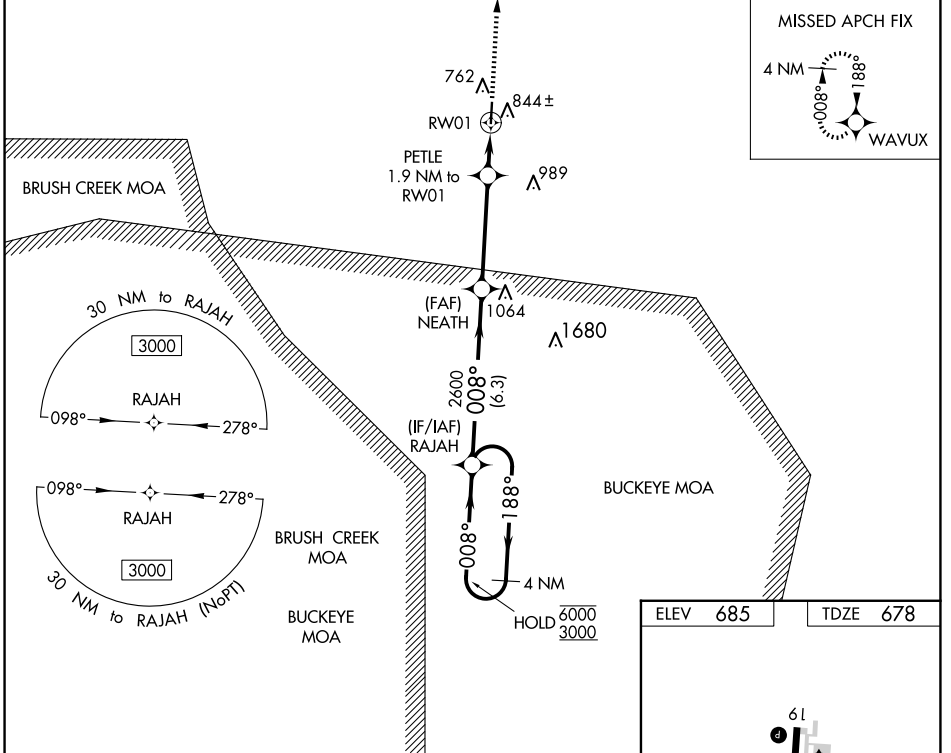 MISSED APCH FIX
4 NM
188°
008°
WAVUX
762
844±
RW01
PETLE
1.9 NM to
RW01
989
BRUSH CREEK MOA
(FAF)
NEATH
1064
1680
30 NM to RAJAH
3000
RAJAH
098°
278°
2600
008°
(6.3)
(IF/IAF)
RAJAH
188°
008°
4 NM
HOLD 6000
3000
BUCKEYE MOA
098°
278°
RAJAH
3000
30 NM to RAJAH (NoPT)
BRUSH CREEK
MOA
BUCKEYE
MOA
ELEV 685
TDZE 678
19
P